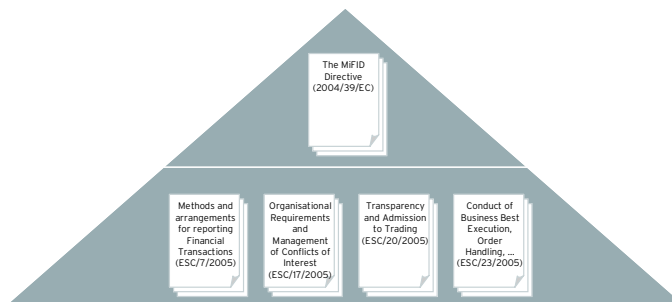 The MiFID
Directive
(2004/39/EC)
Methods and
arrangements
for reporting
Financial
Transactions
(ESC/7/2005)
Organisational
Requirements
and
Management
of Conflicts of
Interest
(ESC/17/2005)
Transparency
and Admission
to Trading
(ESC/20/2005)
Conduct of
Business Best
Execution,
Order
Handling, ...
(ESC/23/2005)